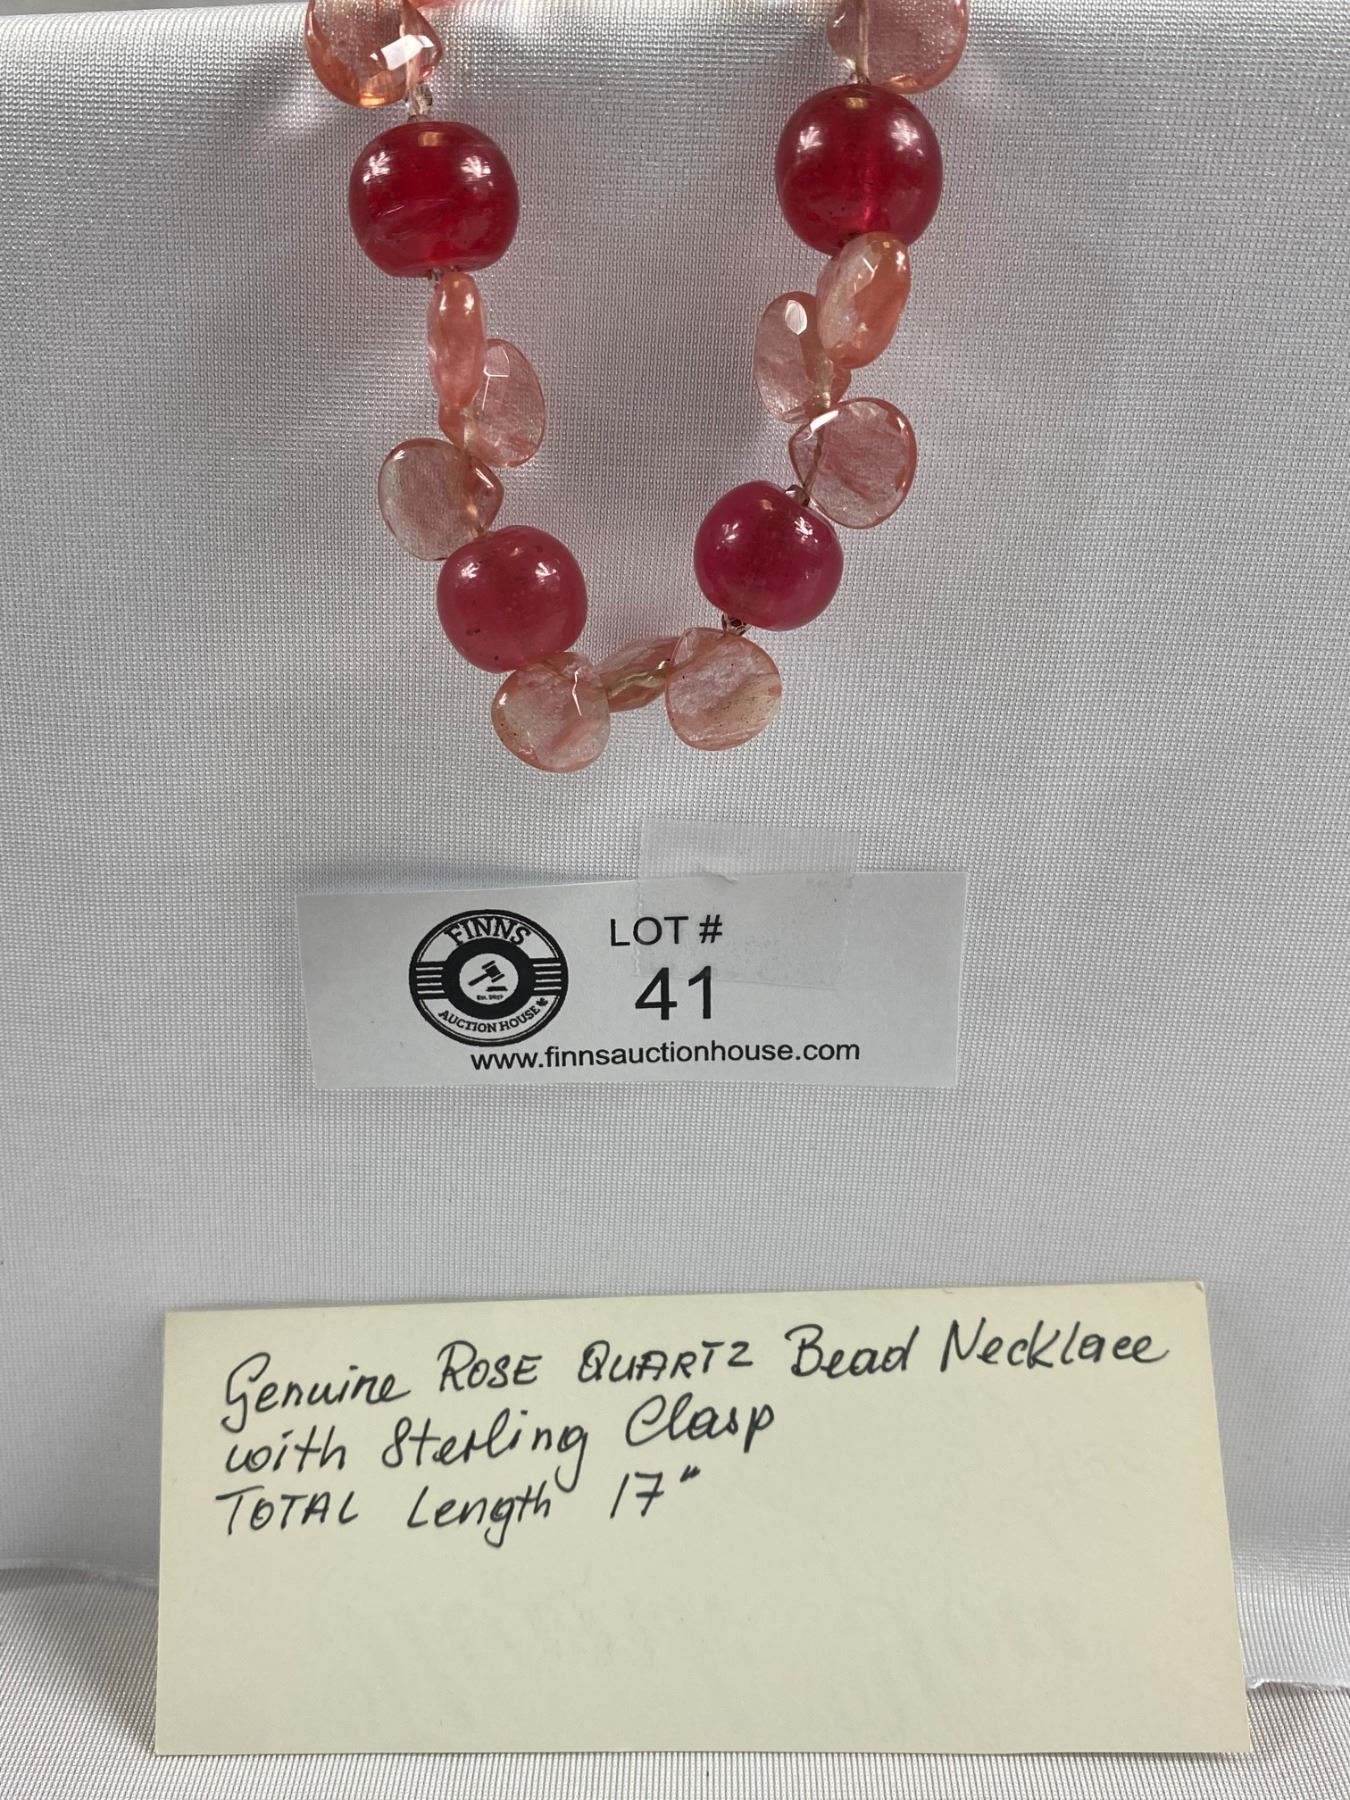 FINNS
EST. 2017
AUCTION HOUSE
LOT #
41
www.finnsauctionhouse.com
Genuine ROSE QUARTZ Bead Necklace
with Sterling Clasp
TOTAL Length 17"